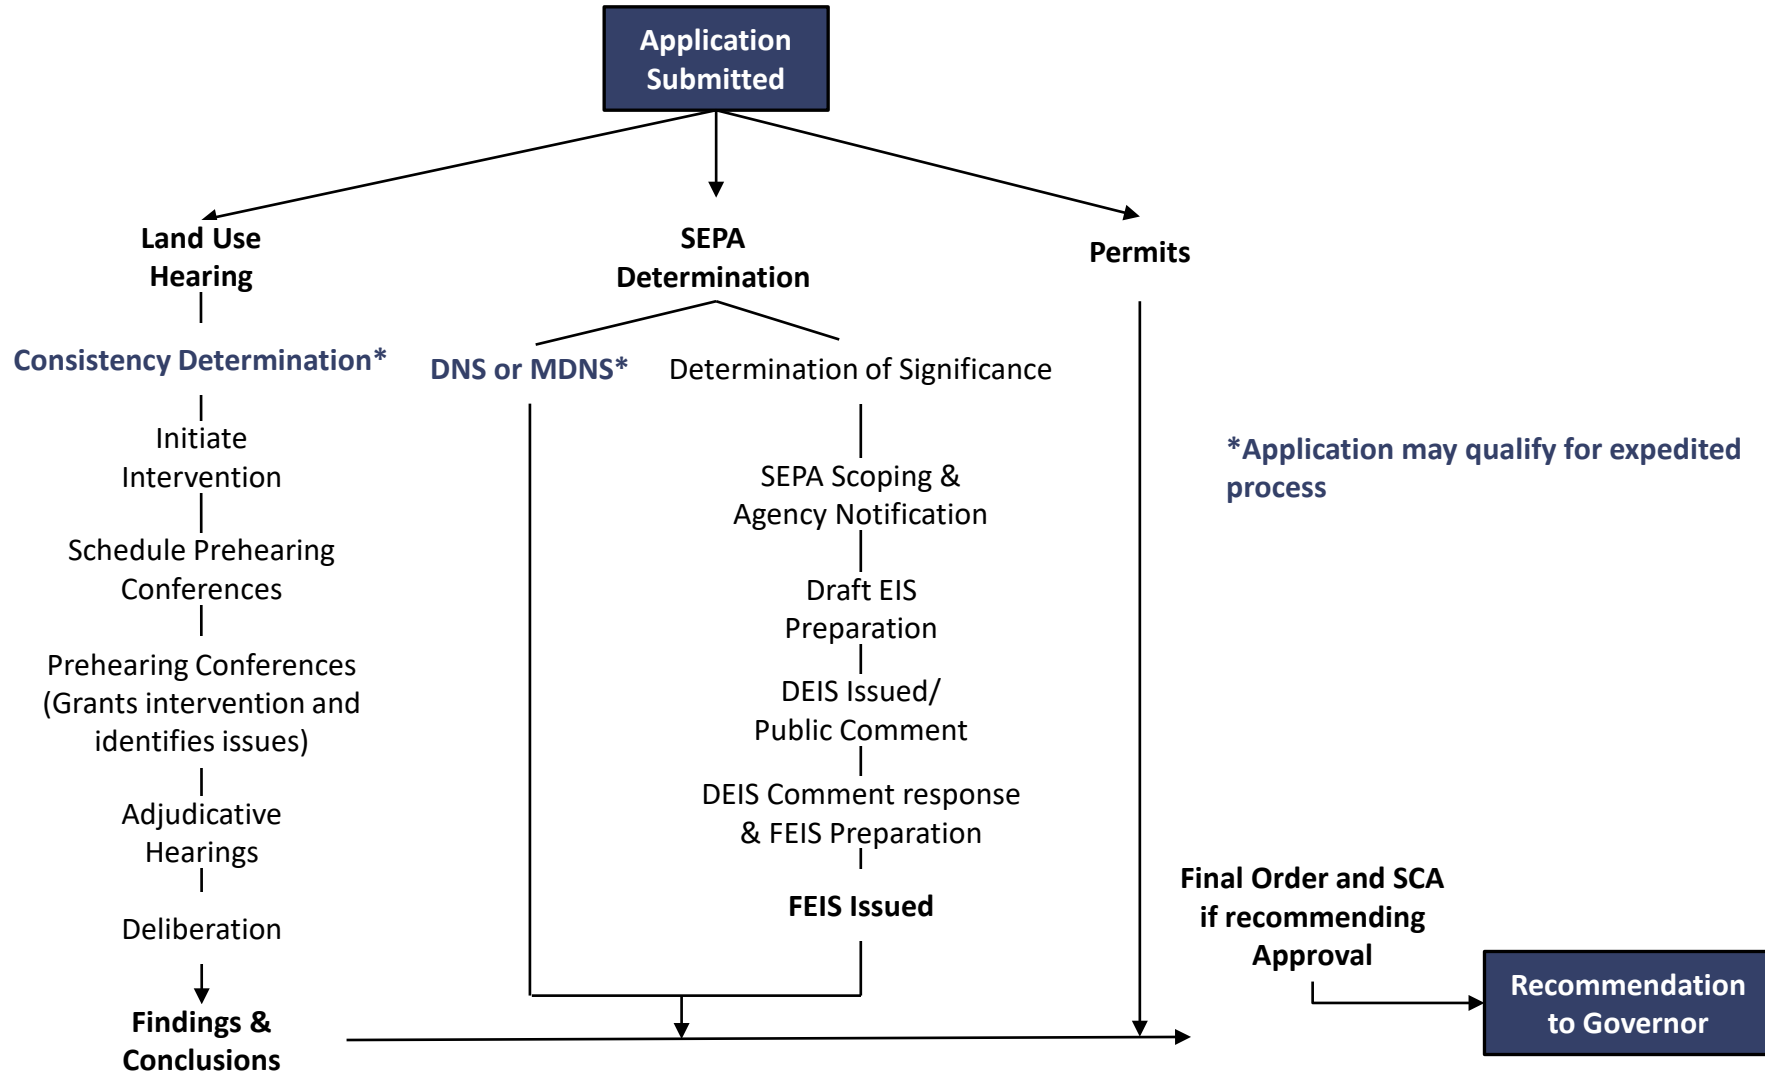 Application
Submitted
Land Use
Hearing
SEPA
Determination
Permits
Consistency Determination*
DNS or MDNS*
Determination of Significance
Initiate
Intervention
*Application may qualify for expedited
process
SEPA Scoping &
Agency Notification
Schedule Prehearing
Conferences
Draft EIS
Preparation
Prehearing Conferences
(Grants intervention and
identifies issues)
DEIS Issued/
Public Comment
DEIS Comment response
& FEIS Preparation
Adjudicative
Hearings
FEIS Issued
Deliberation
Final Order and SCA
if recommending
Approval
Recommendation
to Governor
Findings &
Conclusions